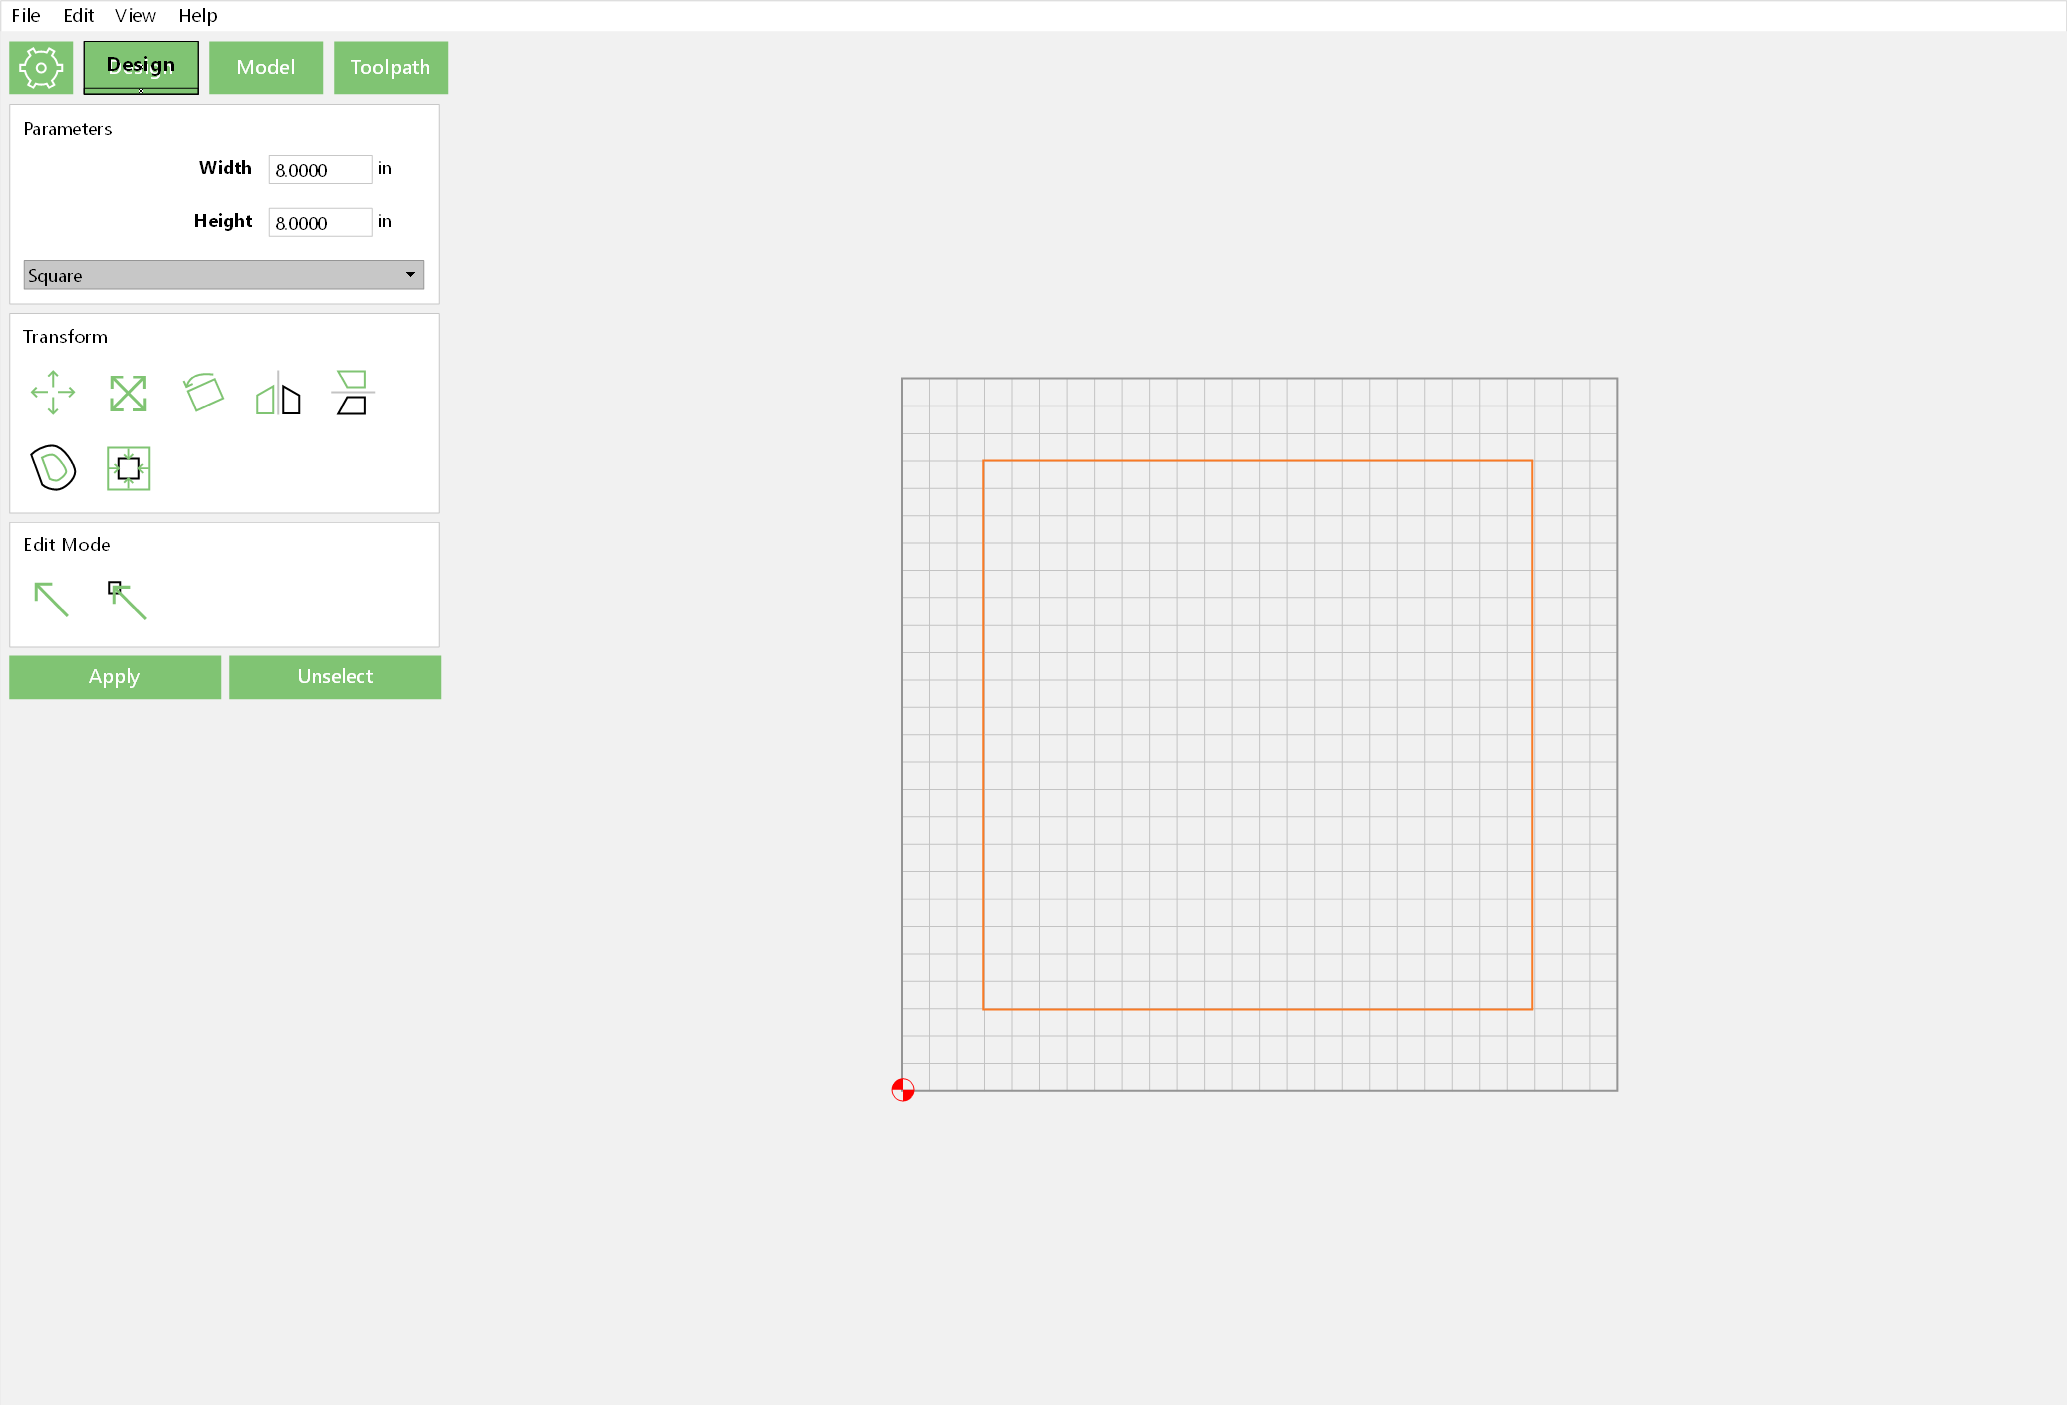 File Edit View Help
Design Model Toolpath
Parameters
Width 8.0000 in
Height 8.0000 in
Square
Transform
Edit Mode
Apply Unselect